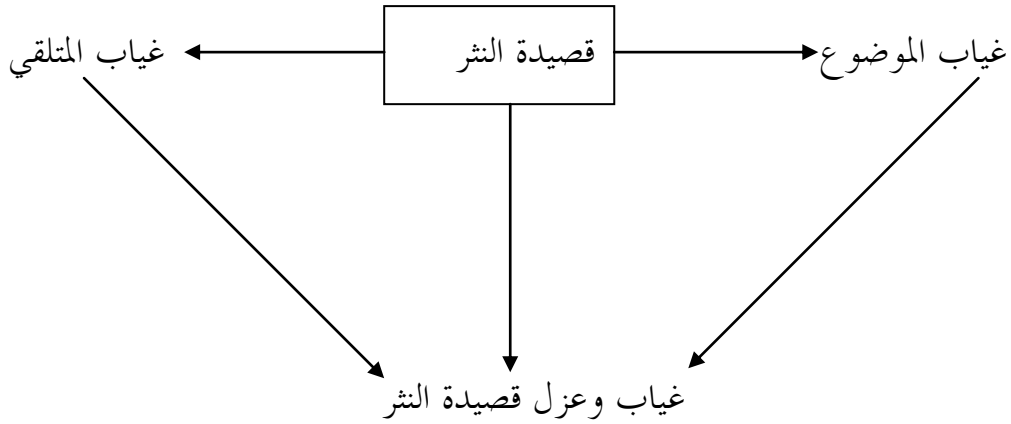 غياب الموضوع
قصيدة النثر
غياب المتلقي
غياب وعزل قصيدة النثر